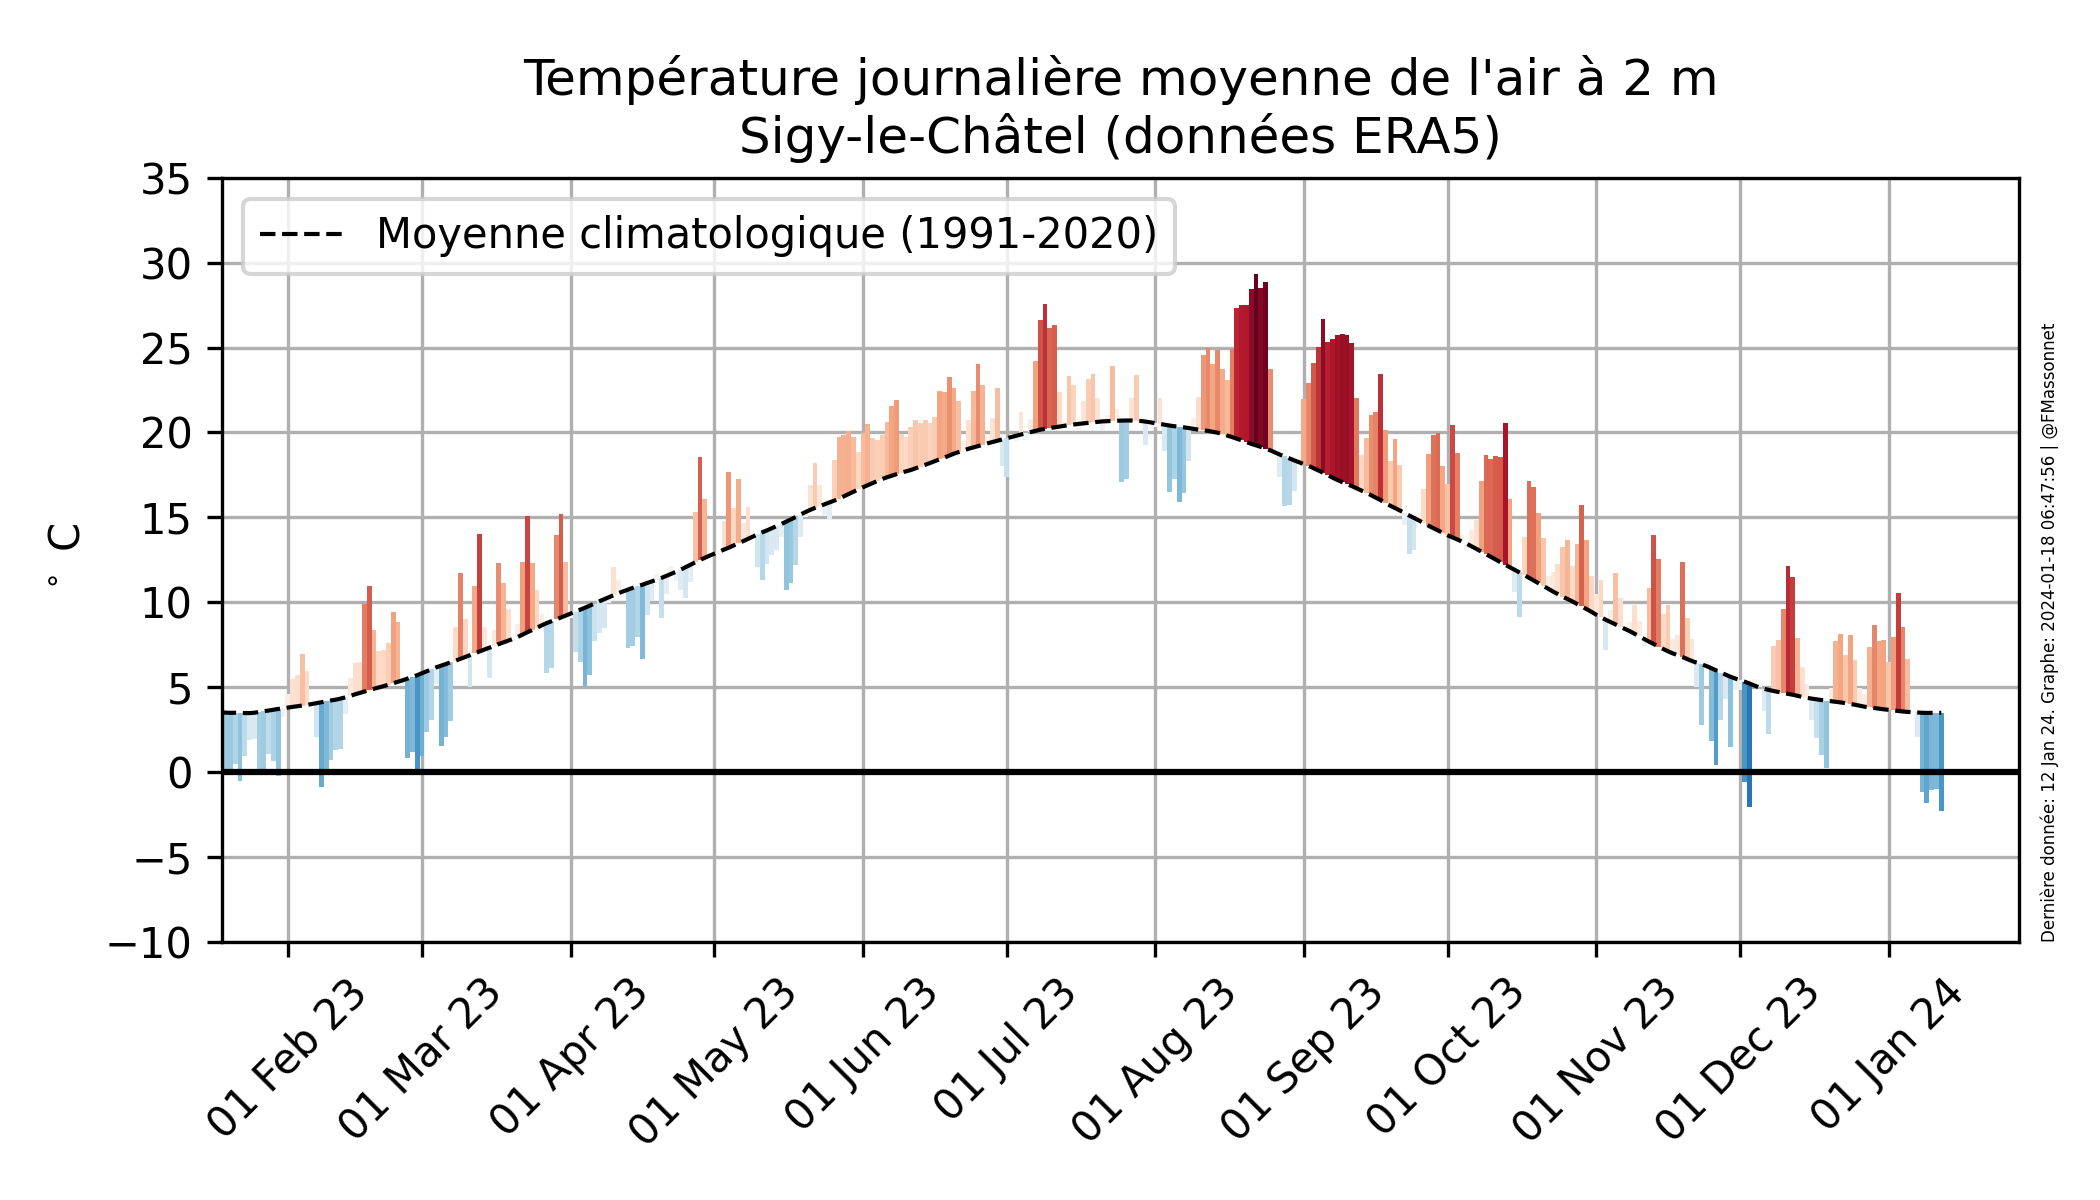 Température journalière moyenne de l'air à 2 m
Sigy-le-Châtel (données ERA5)
35
30
25
20
15
10
5
0
−5
−10
° C
Moyenne climatologique (1991-2020)
01 Feb 23
01 Mar 23
01 Apr 23
01 May 23
01 Jun 23
01 Jul 23
01 Aug 23
01 Sep 23
01 Oct 23
01 Nov 23
01 Dec 23
01 Jan 24
Dernière donnée: 12 Jan 24. Graphe: 2024-01-18 06:47:56 | @FMassonnet